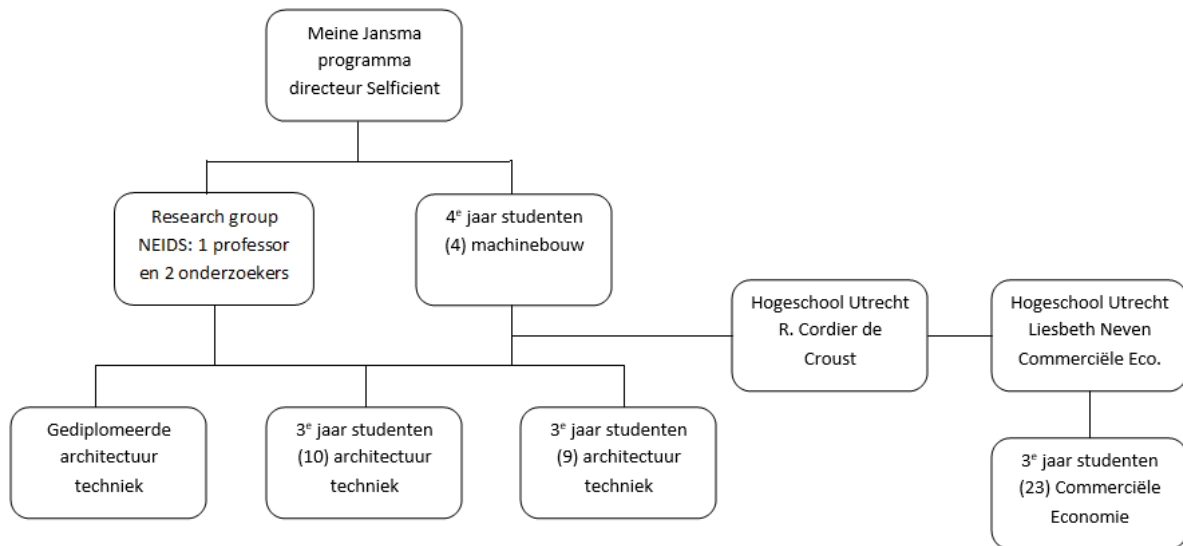 Meine Jansma
programma
directeur Selficient
Research group
NEIDS: 1 professor
en 2 onderzoekers
4e jaar studenten
(4) machinebouw
Hogeschool Utrecht
R. Cordier de
Croust
Hogeschool Utrecht
Liesbeth Neven
Commerciële Eco.
Gediplomeerde
architectuur
techniek
3e jaar studenten
(10) architectuur
techniek
3e jaar studenten
(9) architectuur
techniek
3e jaar studenten
(23) Commerciële
Economie